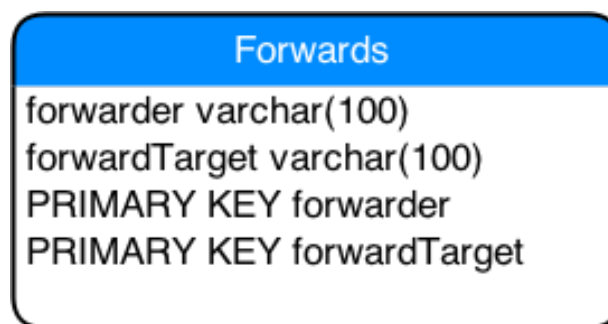 Forwards
forwarder varchar(100)
forwardTarget varchar(100)
PRIMARY KEY forwarder
PRIMARY KEY forwardTarget